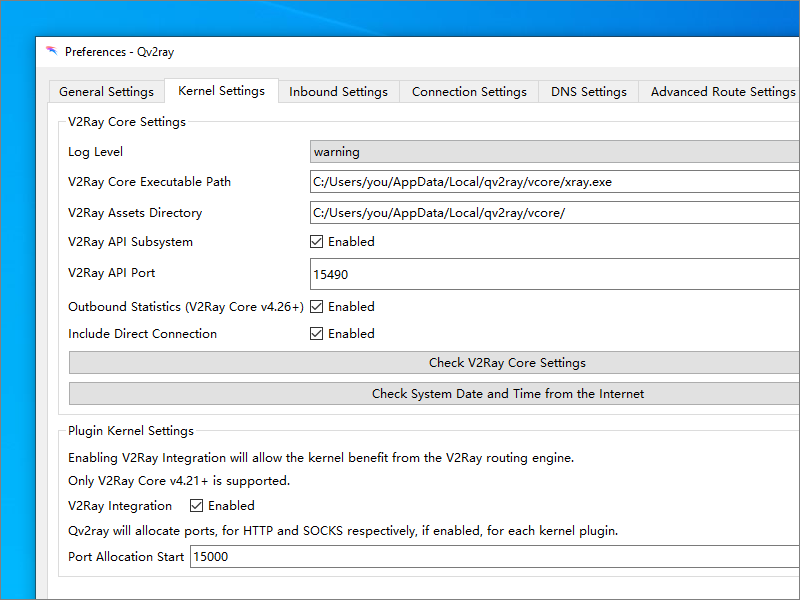 Preferences - Qv2ray
General Settings Kernel Settings Inbound Settings Connection Settings DNS Settings Advanced Route Settings
V2Ray Core Settings
Log Level warning
V2Ray Core Executable Path C:/Users/you/AppData/Local/qv2ray/vcore/xray.exe
V2Ray Assets Directory C:/Users/you/AppData/Local/qv2ray/vcore/
V2Ray API Subsystem Enabled
V2Ray API Port 15490
Outbound Statistics (V2Ray Core v4.26+) Enabled
Include Direct Connection Enabled
Check V2Ray Core Settings
Check System Date and Time from the Internet
Plugin Kernel Settings
Enabling V2Ray Integration will allow the kernel benefit from the V2Ray routing engine.
Only V2Ray Core v4.21+ is supported.
V2Ray Integration Enabled
Qv2ray will allocate ports, for HTTP and SOCKS respectively, if enabled, for each kernel plugin.
Port Allocation Start 15000